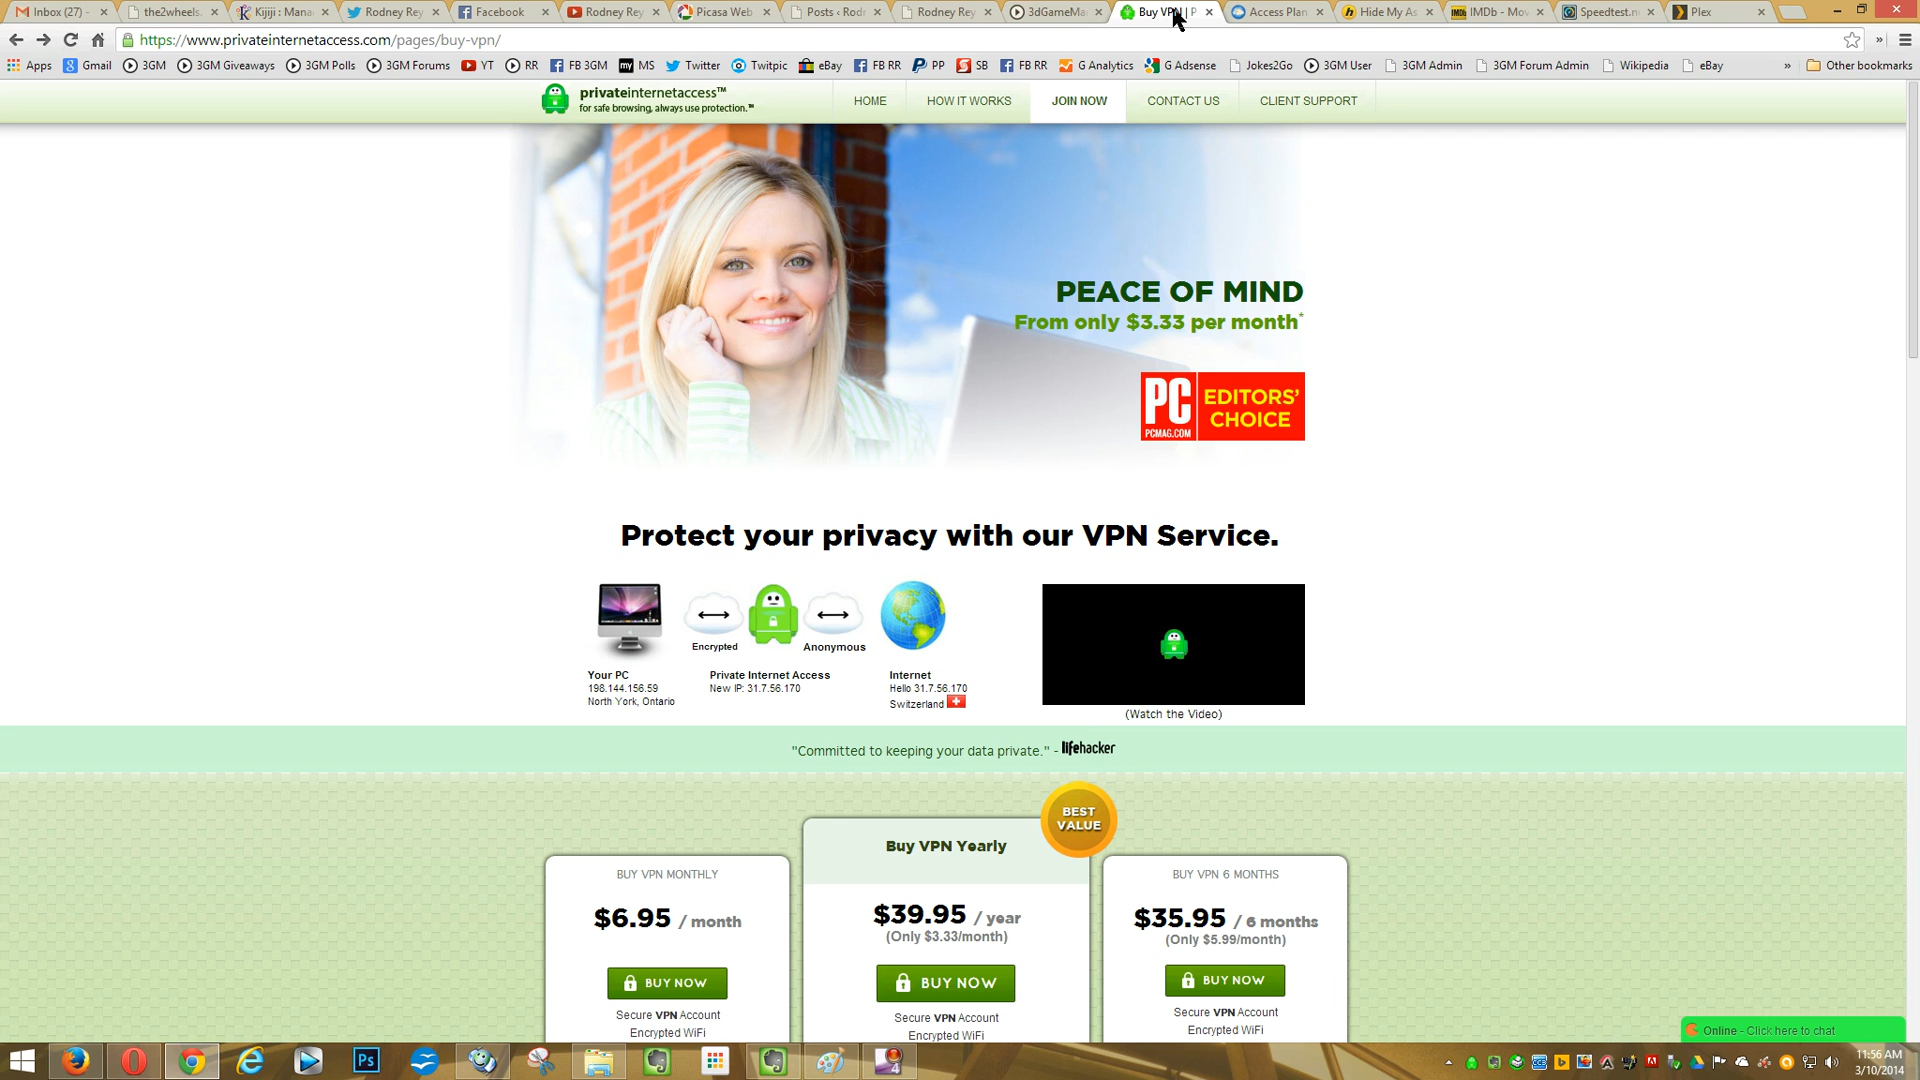 Inbox (27) -
the2wheels.
Kijiji : Mana
Rodney Rey
Facebook
Rodney Rey
Picasa Web
Posts ‹ Rodr
Rodney Rey
3dGameMa
Buy VPN | P
Access Plan
Hide My As
IMDb - Mov
Speedtest.n
Plex
https://www.privateinternetaccess.com/pages/buy-vpn/
Apps
Gmail
3GM
3GM Giveaways
3GM Polls
3GM Forums
YT
RR
FB 3GM
MS
Twitter
Twitpic
eBay
FB RR
PP
SB
FB RR
G Analytics
G Adsense
Jokes2Go
3GM User
3GM Admin
3GM Forum Admin
Wikipedia
eBay
»
Other bookmarks
privateinternetaccess™
for safe browsing, always use protection.™
HOME
HOW IT WORKS
JOIN NOW
CONTACT US
CLIENT SUPPORT
PEACE OF MIND
From only $3.33 per month*
PC
PCMAG.COM
EDITORS'
CHOICE
Protect your privacy with our VPN Service.
Encrypted
Anonymous
Your PC
198.144.156.59
North York, Ontario
Private Internet Access
New IP: 31.7.56.170
Internet
Hello 31.7.56.170
Switzerland
(Watch the Video)
"Committed to keeping your data private." - lifehacker
BEST
VALUE
BUY VPN MONTHLY
$6.95 / month
BUY NOW
Secure VPN Account
Encrypted WiFi
Buy VPN Yearly
$39.95 / year
(Only $3.33/month)
BUY NOW
Secure VPN Account
Encrypted WiFi
BUY VPN 6 MONTHS
$35.95 / 6 months
(Only $5.99/month)
BUY NOW
Secure VPN Account
Encrypted WiFi
Online - Click here to chat
11:56 AM
3/10/2014